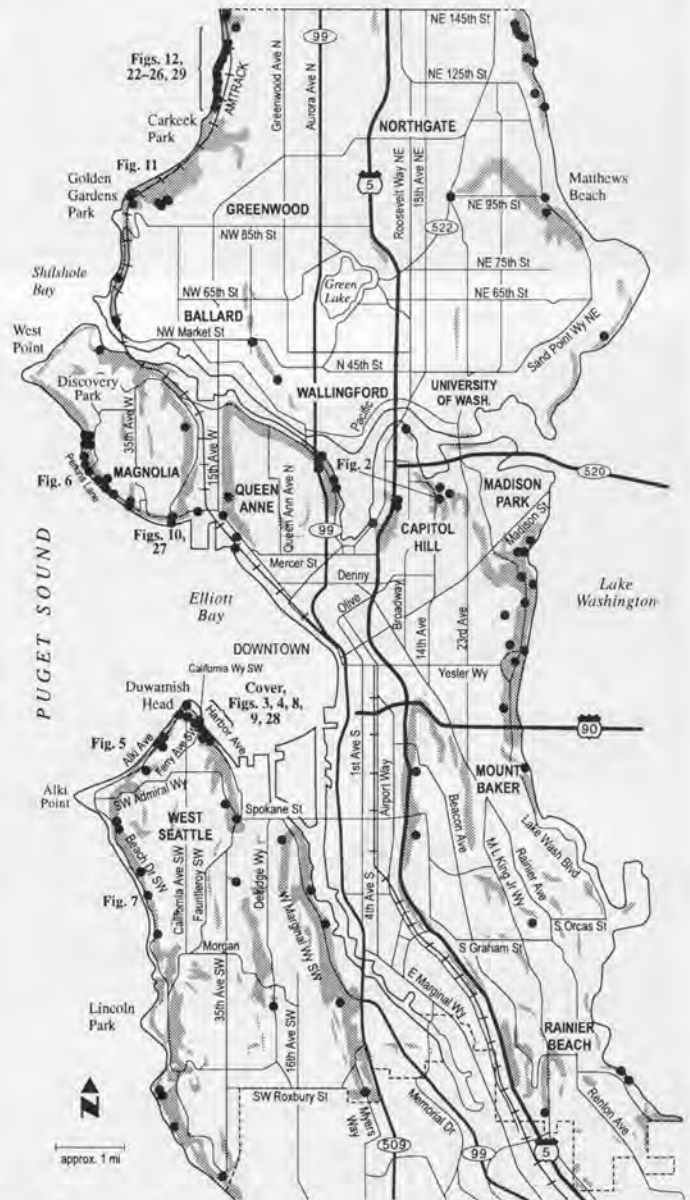 NE 145th St
99
Figs. 12,
22–26, 29
AMTRACK
Greenwood Ave N
Aurora Ave N
NE 125th St
Carkeek
Park
NORTHGATE
Fig. 11
Golden
Gardens
Park
5
Roosevelt Way NE
15th Ave NE
Matthews
Beach
GREENWOOD
NE 95th St
522
NW 85th St
Shilshole
Bay
Green
Lake
NE 75th St
NW 65th St
NE 65th St
BALLARD
NW Market St
West
Point
N 45th St
Sand Point Wy NE
WALLINGFORD
UNIVERSITY
OF WASH.
Discovery
Park
Pacific
35th Ave W
15th Ave W
Fig. 6
Perkins Lane
MAGNOLIA
QUEEN
ANNE
Queen Ann Ave N
Fig. 2
520
MADISON
PARK
Madison St
99
CAPITOL
HILL
Figs. 10,
27
Mercer St
Denny
PUGET SOUND
Elliott
Bay
Olive
Broadway
14th Ave
23rd Ave
Lake
Washington
DOWNTOWN
Yesler Wy
California Wy SW
Duwamish
Head
Cover,
Figs. 3, 4, 8,
9, 28
Harbor Ave
90
Fig. 5
Alki Ave
Ferry Ave SW
1st Ave S
Airport Way
MOUNT
BAKER
Alki
Point
SW Admiral Wy
WEST
SEATTLE
Spokane St
Beacon Ave
Lake Wash Blvd
Beach Dr SW
California Ave SW
Fauntleroy SW
Delridge Wy
W Marginal Wy SW
4th Ave S
M L King Jr Wy
Rainier Ave
Fig. 7
S Orcas St
Morgan
S Graham St
35th Ave SW
16th Ave SW
E Marginal Wy
Lincoln
Park
RAINIER
BEACH
N
SW Roxbury St
Myers
Way
Memorial Dr
Renton Ave
approx. 1 mi
509
99
5